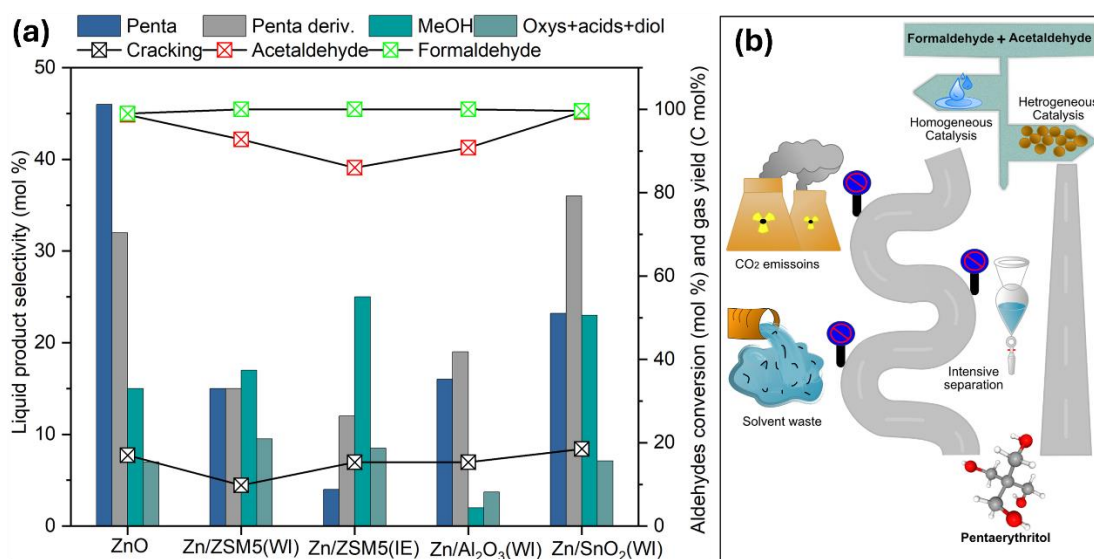 (a)
Penta Penta deriv. MeOH Oxys+acids+diol
Cracking Acetaldehyde Formaldehyde
Liquid product selectivity (mol %)
50
40
30
20
10
0
Aldehydes conversion (mol %) and gas yield (C mol%)
100
80
60
40
20
0
ZnO Zn/ZSM5(WI) Zn/ZSM5(IE) Zn/Al₂O₃(WI) Zn/SnO₂(WI)
(b)
Formaldehyde + Acetaldehyde
Homogeneous
Catalysis
Hetrogeneous
Catalysis
CO₂ emissoins
Intensive
separation
Solvent waste
Pentaerythritol